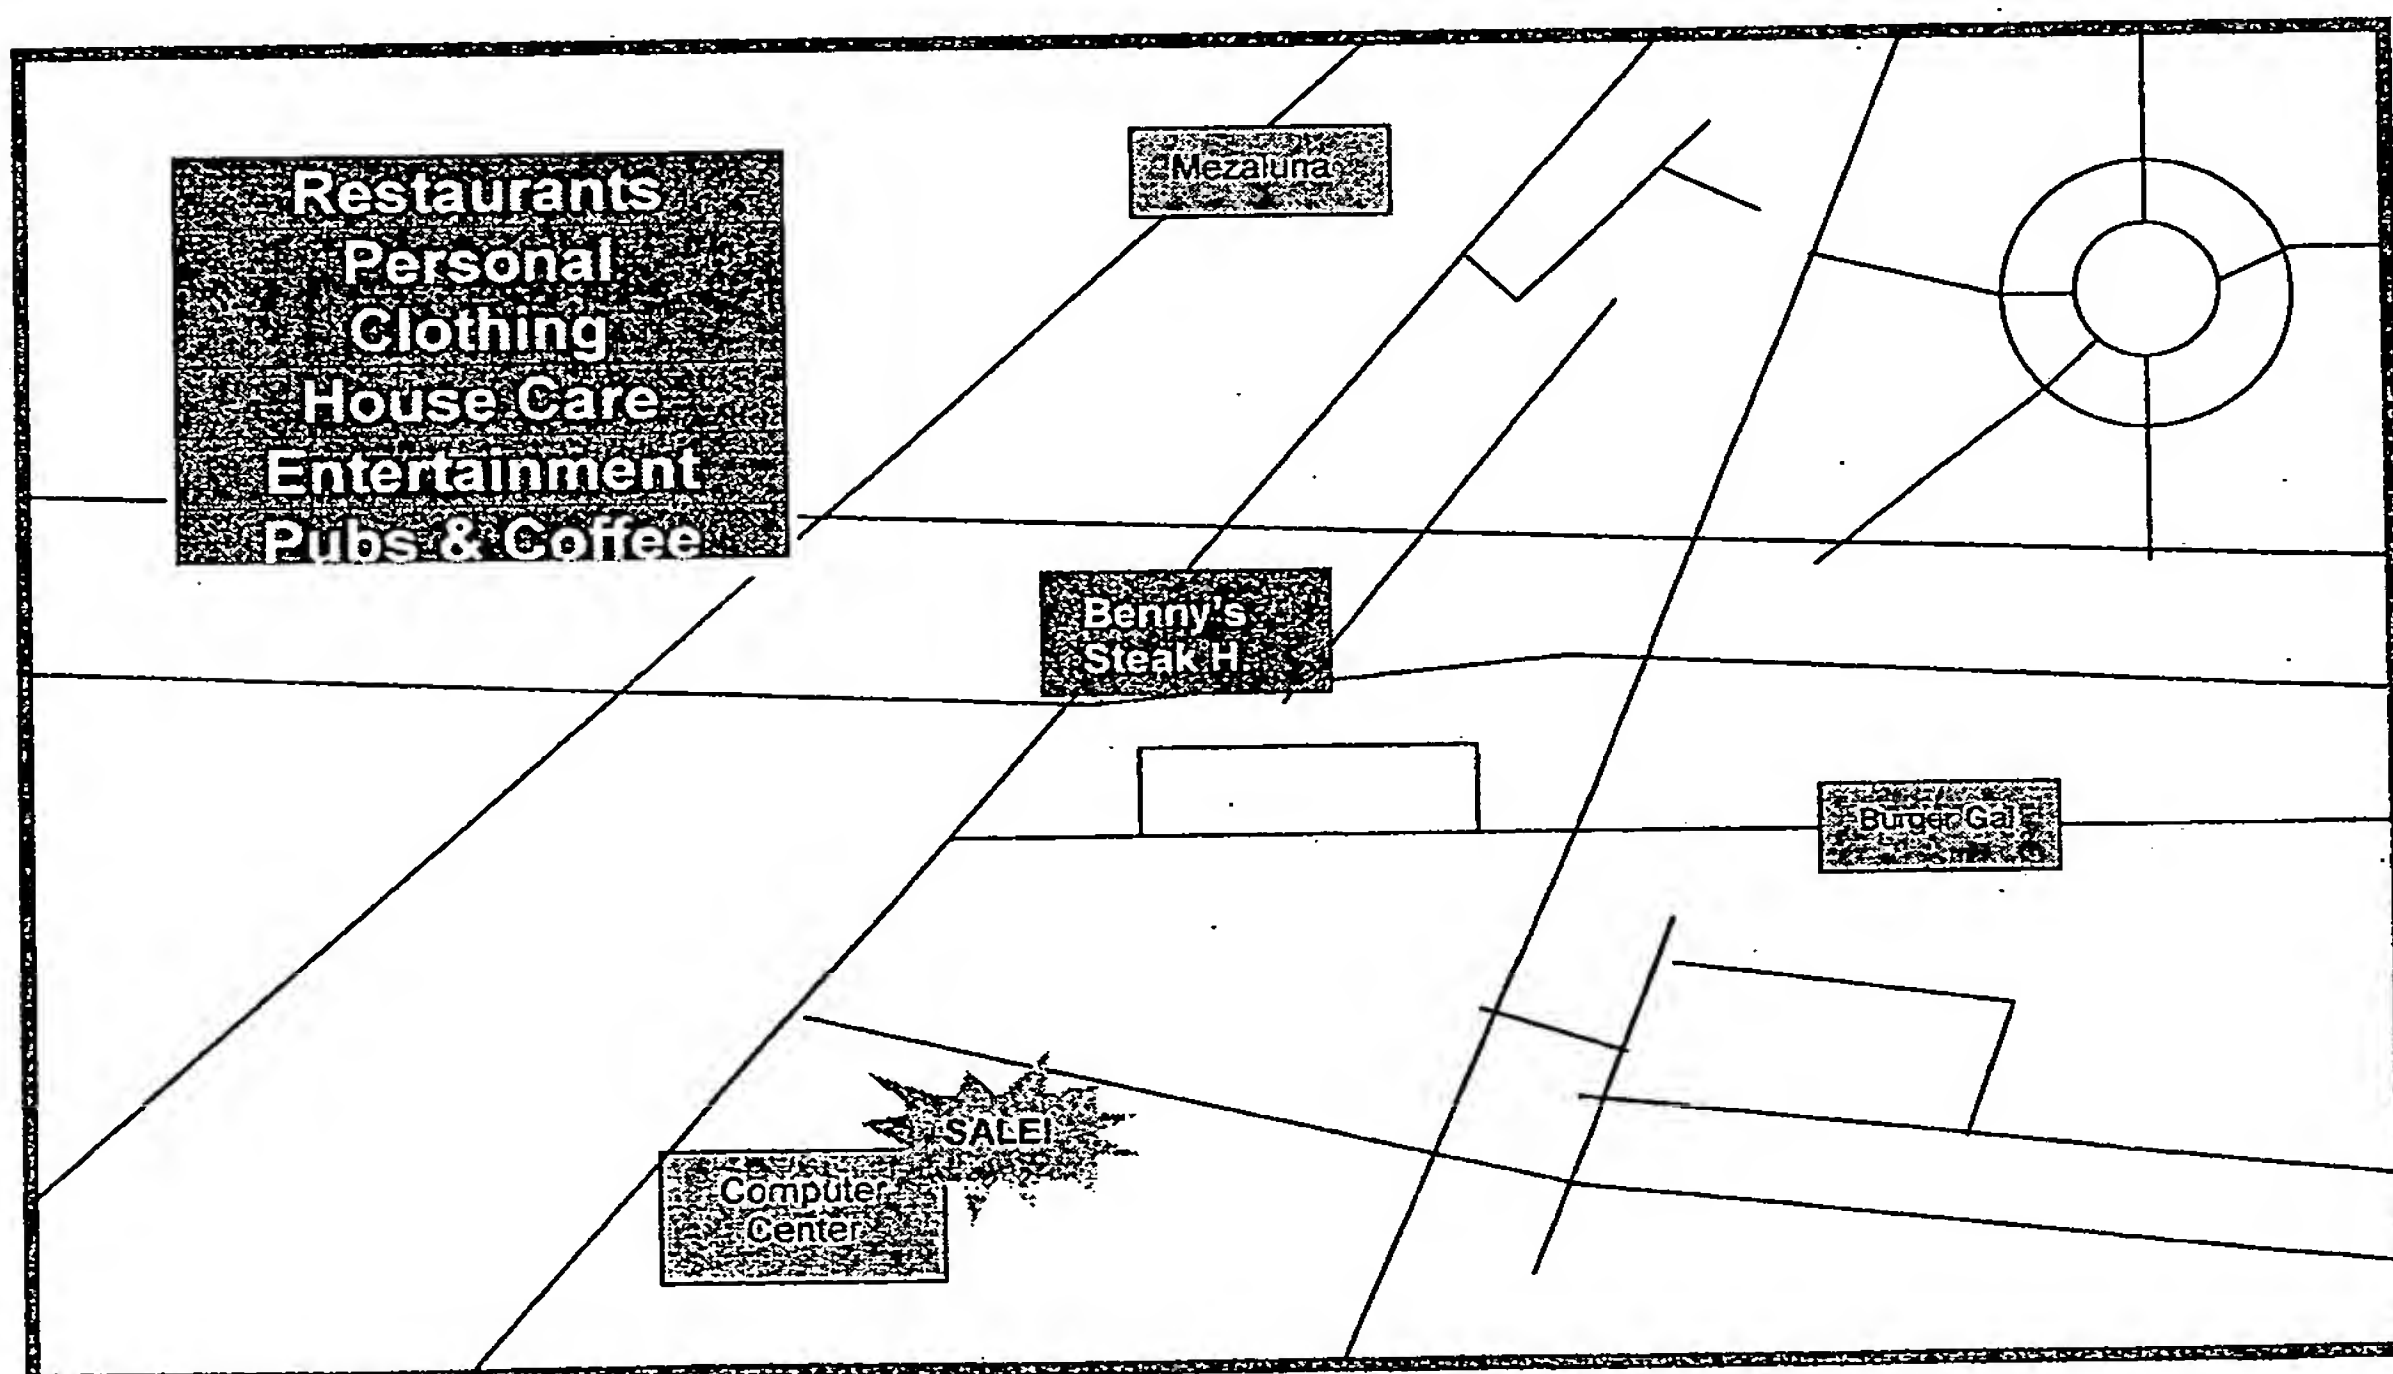 Mezaluna
Restaurants
Personal
Clothing
House Care
Entertainment
Pubs & Coffee
Benny's
Steak H.
Burger Gal
SALE!
Computer
Center